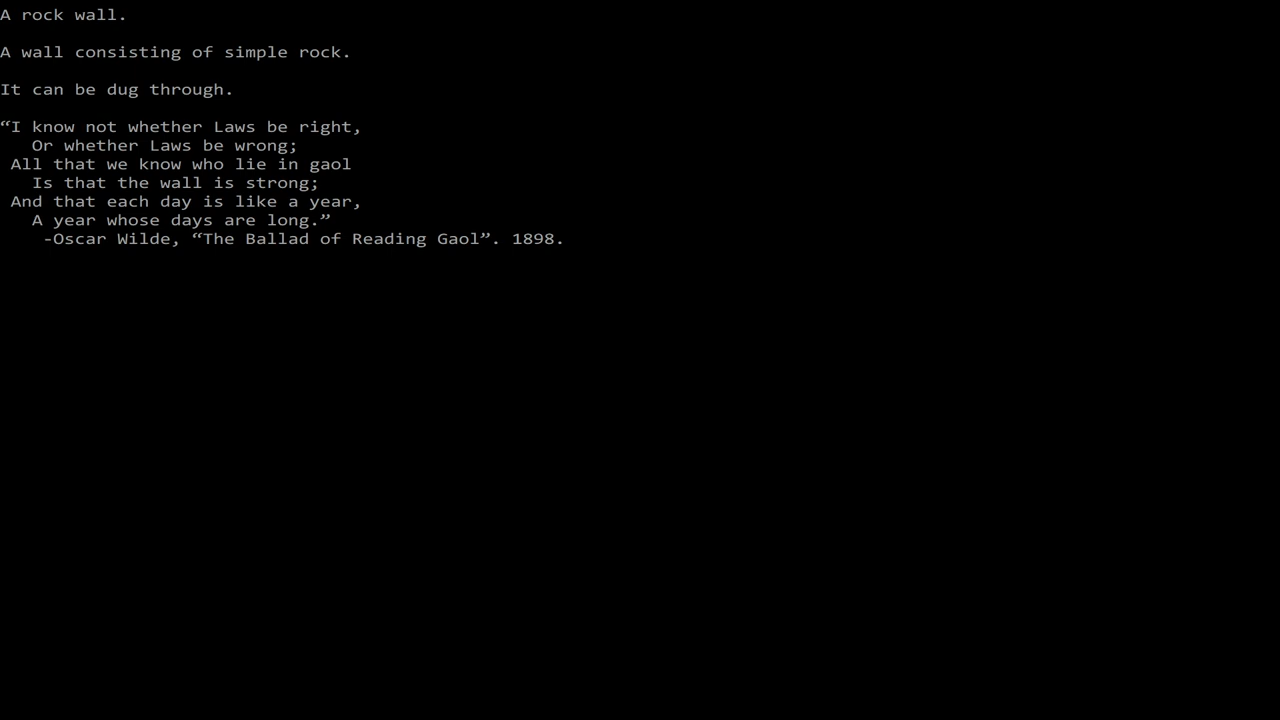 A rock wall.
A wall consisting of simple rock.
It can be dug through.
“I know not whether Laws be right,
Or whether Laws be wrong;
All that we know who lie in gaol
Is that the wall is strong;
And that each day is like a year,
A year whose days are long.”
-Oscar Wilde, “The Ballad of Reading Gaol”. 1898.